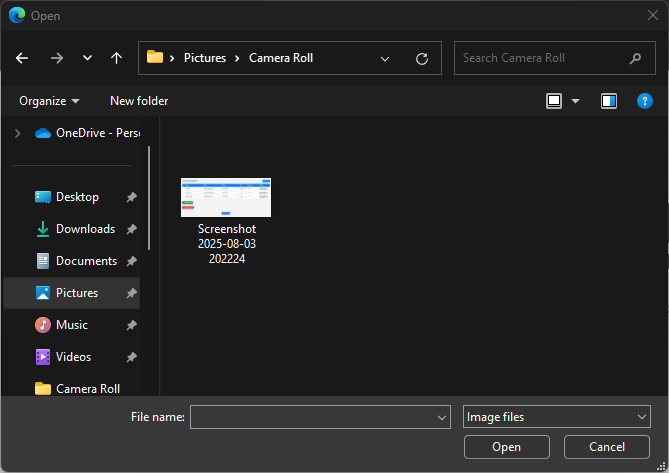 Open
Pictures
Camera Roll
Search Camera Roll
Organize
New folder
OneDrive - Perso
Desktop
Downloads
Documents
Pictures
Music
Videos
Camera Roll
Screenshot
2025-08-03
202224
File name:
Image files
Open
Cancel